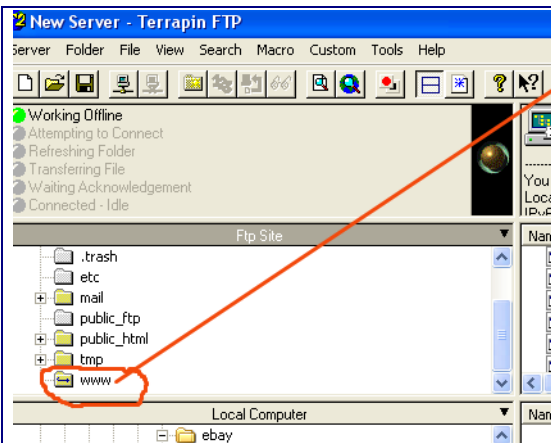 New Server - Terrapin FTP
Server Folder File View Search Macro Custom Tools Help
Working Offline
Attempting to Connect
Refreshing Folder
Transferring File
Waiting Acknowledgement
Connected - Idle
You
Loca
IPvF
Ftp Site
Nam
.trash
etc
mail
public_ftp
public_html
tmp
www
Local Computer
Nam
ebay